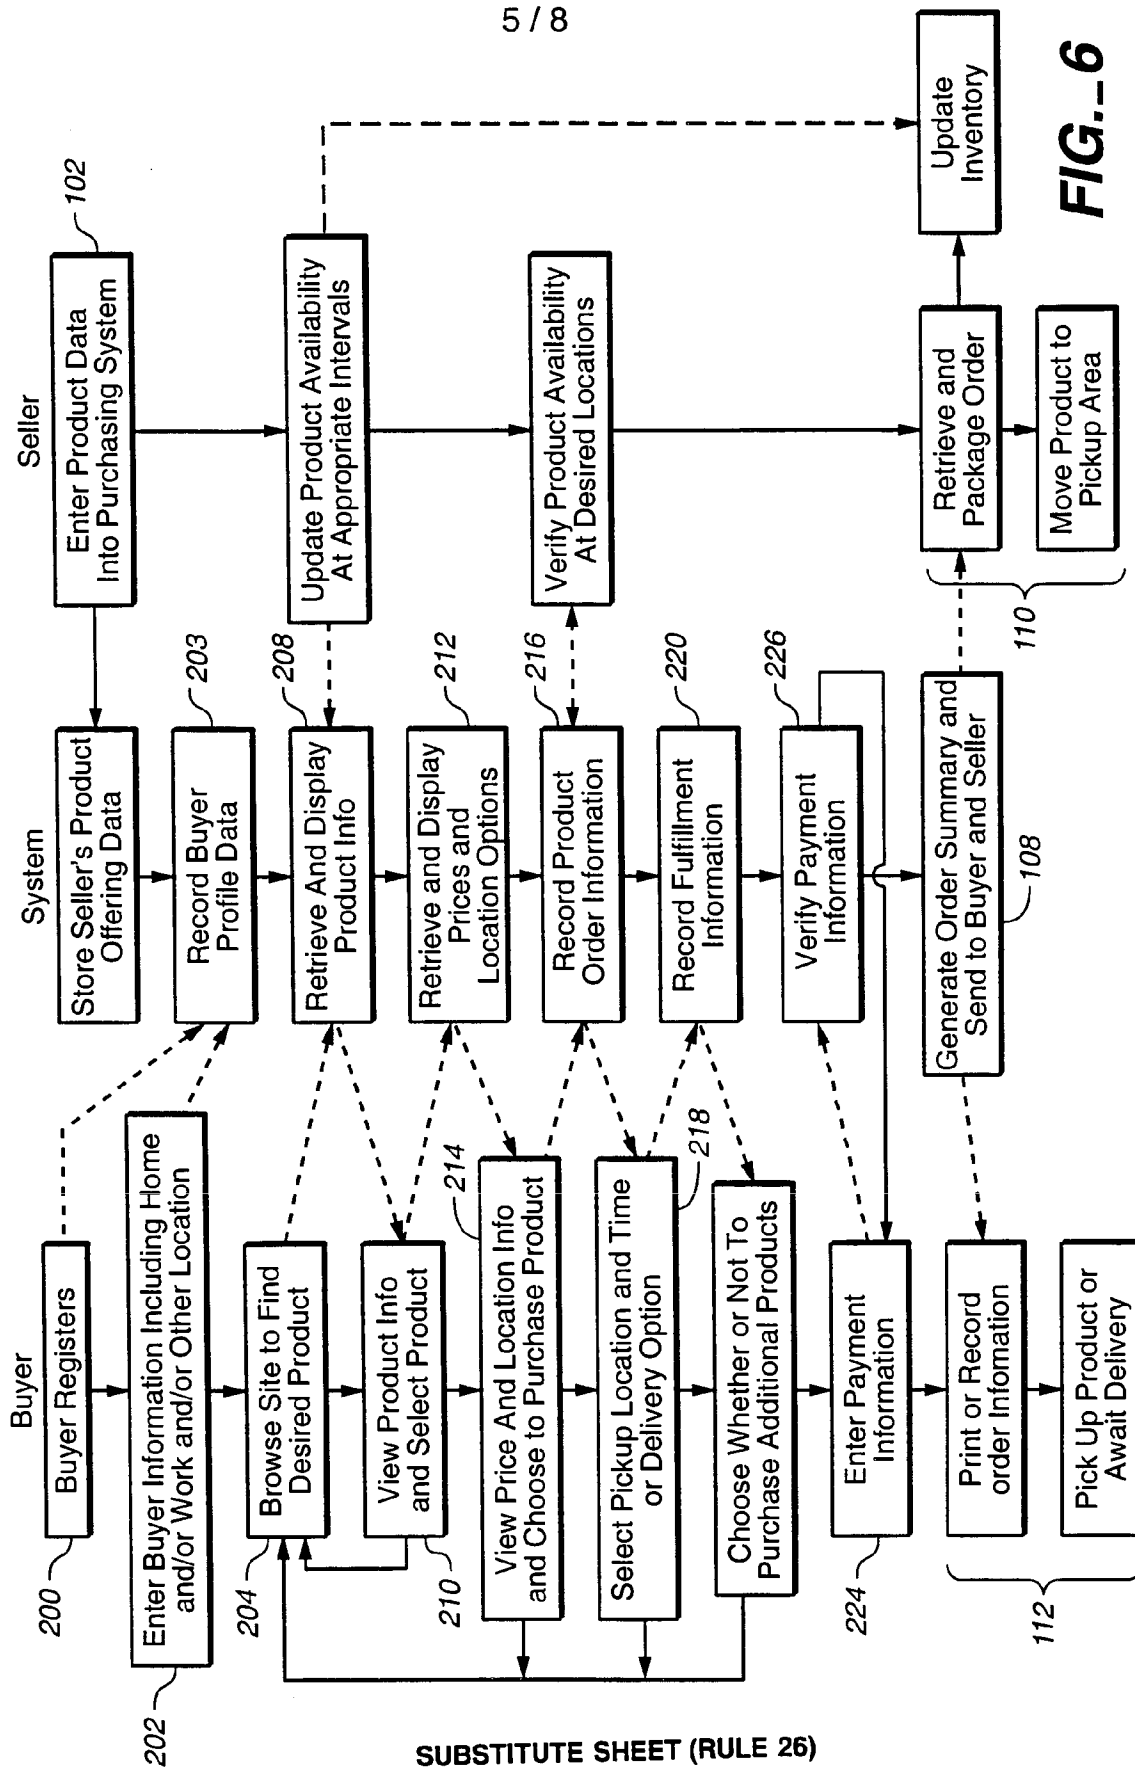 5 / 8
Buyer
System
Seller
200
Buyer Registers
202
Enter Buyer Information Including Home
and/or Work and/or Other Location
204
Browse Site to Find
Desired Product
210
View Product Info
and Select Product
214
View Price And Location Info
and Choose to Purchase Product
218
Select Pickup Location and Time
or Delivery Option
Choose Whether or Not To
Purchase Additional Products
224
Enter Payment
Information
112
Print or Record
order Infomation
Pick Up Product or
Await Delivery
Store Seller's Product
Offering Data
203
Record Buyer
Profile Data
208
Retrieve And Display
Product Info
212
Retrieve and Display
Prices and
Location Options
216
Record Product
Order Information
220
Record Fulfillment
Information
226
Verify Payment
Information
108
Generate Order Summary and
Send to Buyer and Seller
102
Enter Product Data
Into Purchasing System
Update Product Availability
At Appropriate Intervals
Verify Product Availability
At Desired Locations
110
Retrieve and
Package Order
Move Product to
Pickup Area
Update
Inventory
FIG._6
SUBSTITUTE SHEET (RULE 26)